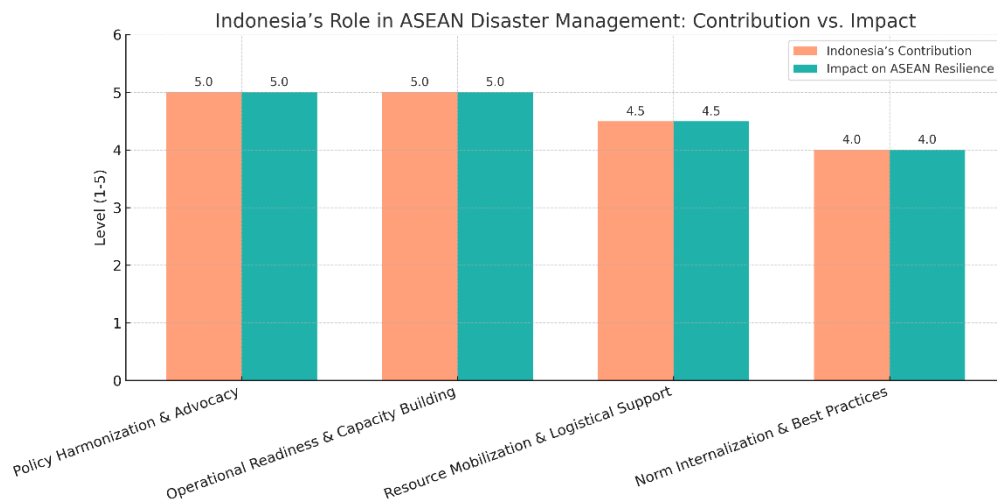 Indonesia’s Role in ASEAN Disaster Management: Contribution vs. Impact
Indonesia’s Contribution
Impact on ASEAN Resilience
Level (1-5)
6
5
4
3
2
1
0
5.0
5.0
5.0
5.0
4.5
4.5
4.0
4.0
Policy Harmonization & Advocacy
Operational Readiness & Capacity Building
Resource Mobilization & Logistical Support
Norm Internalization & Best Practices